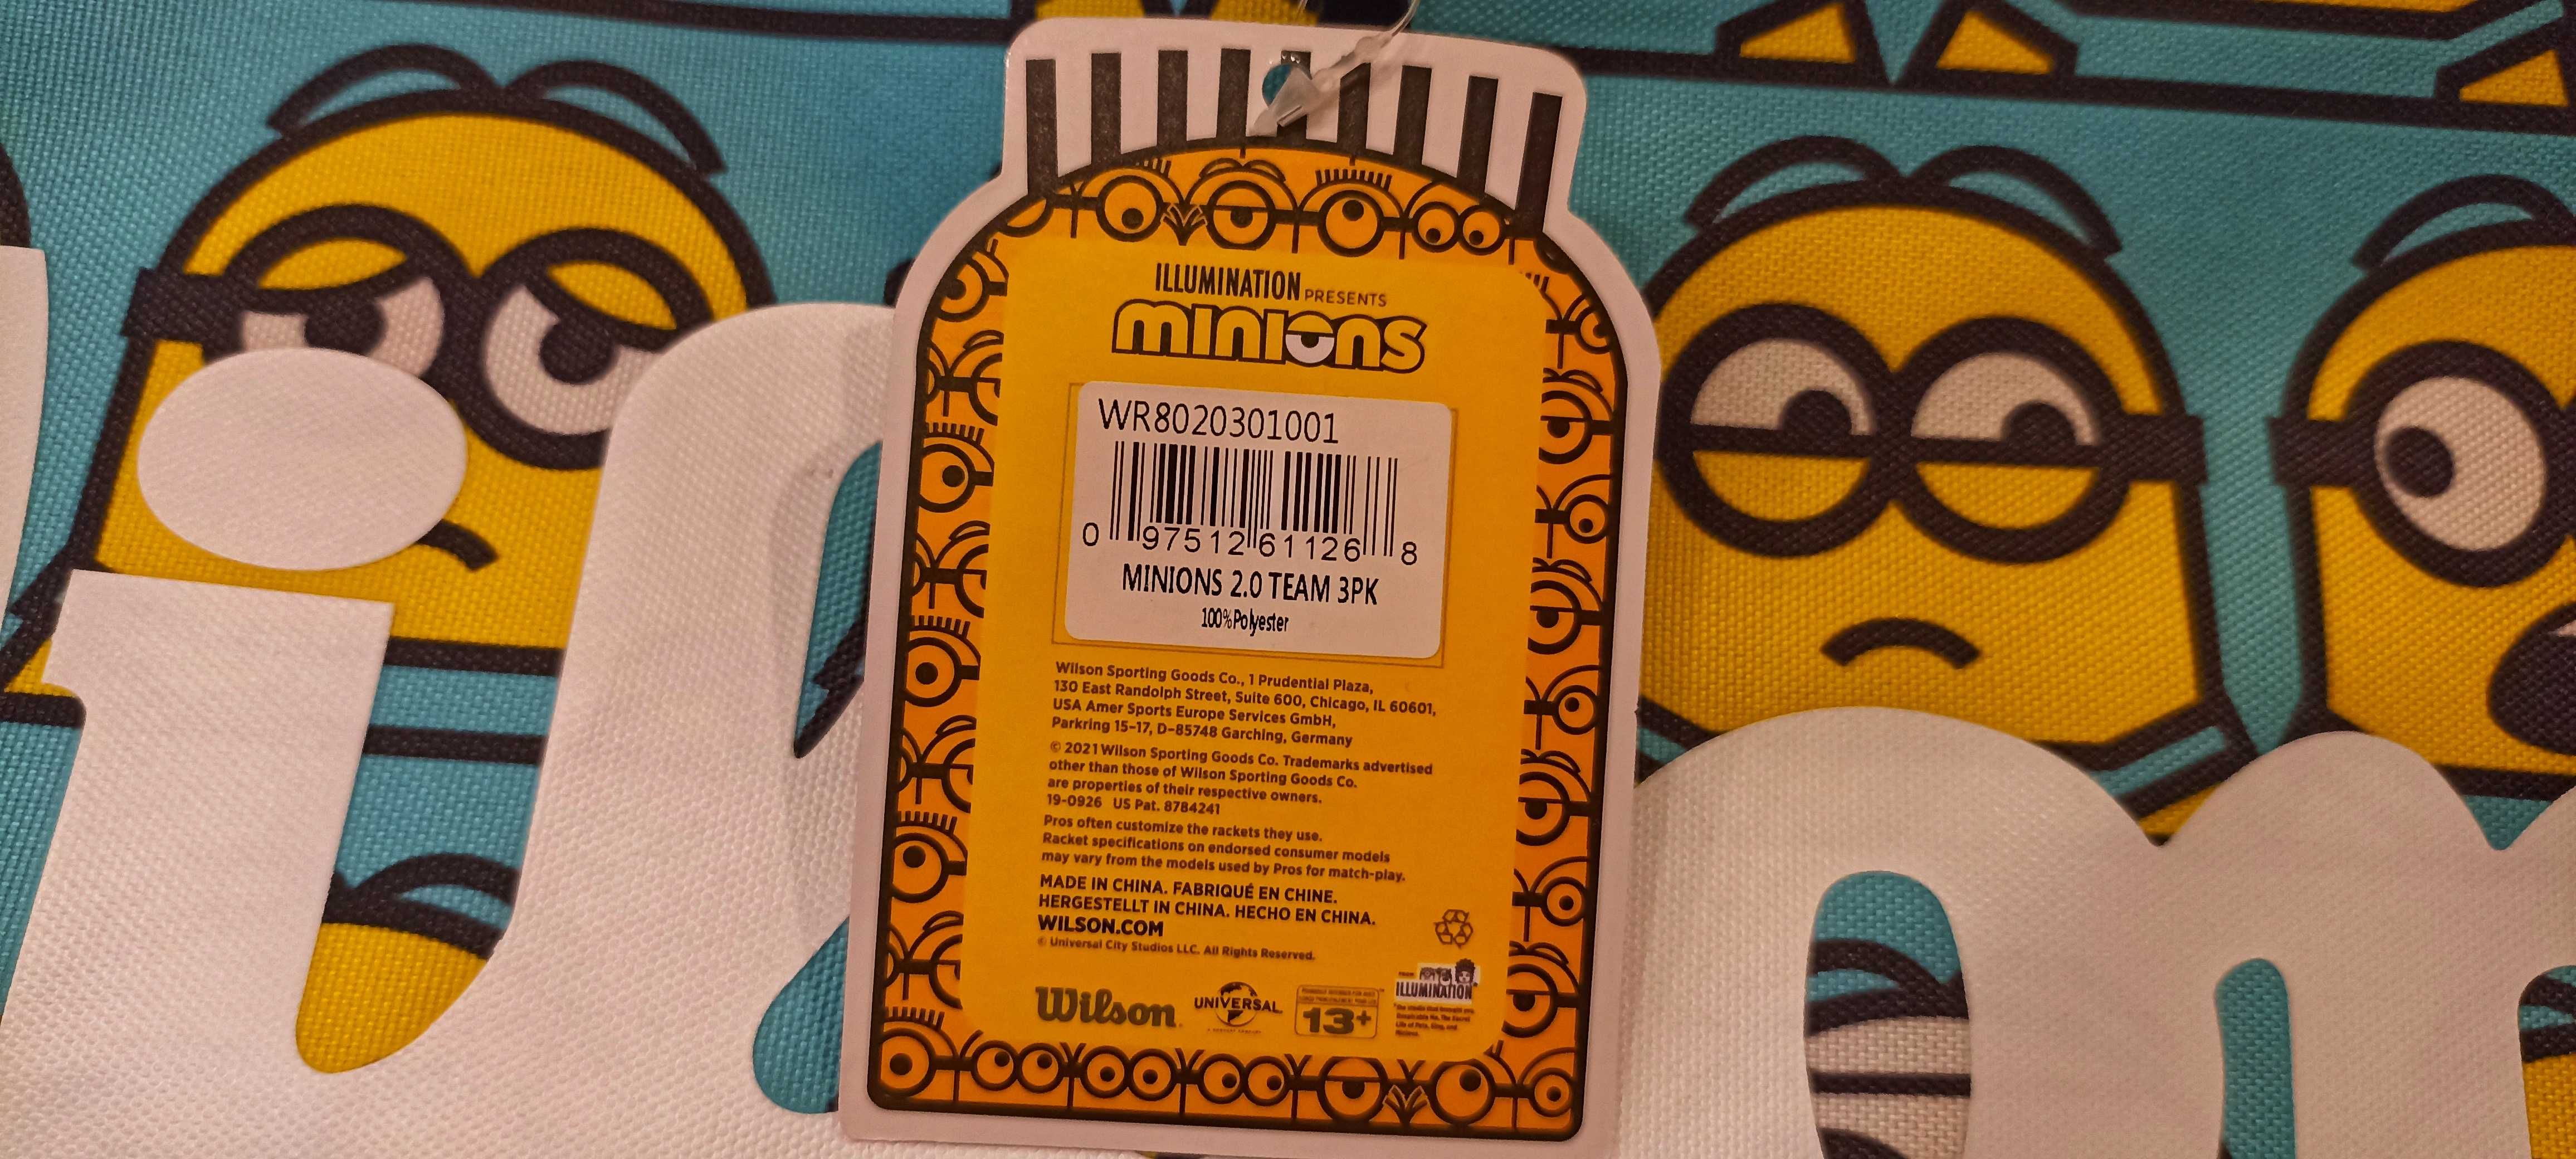 ILLUMINATION PRESENTS
minions
WR8020301001
0 97512 61126 8
MINIONS 2.0 TEAM 3PK
100%Polyester
Wilson Sporting Goods Co., 1 Prudential Plaza,
130 East Randolph Street, Suite 600, Chicago, IL 60601,
USA Amer Sports Europe Services GmbH,
Parkring 15-17, D-85748 Garching, Germany
© 2021 Wilson Sporting Goods Co. Trademarks advertised
other than those of Wilson Sporting Goods Co.
are properties of their respective owners.
19-0926 US Pat. 8784241
Pros often customize the rackets they use.
Racket specifications on endorsed consumer models
may vary from the models used by Pros for match-play.
MADE IN CHINA. FABRIQUÉ EN CHINE.
HERGESTELLT IN CHINA. HECHO EN CHINA.
WILSON.COM
© Universal City Studios LLC. All Rights Reserved.
Wilson
UNIVERSAL
13+
ILLUMINATION